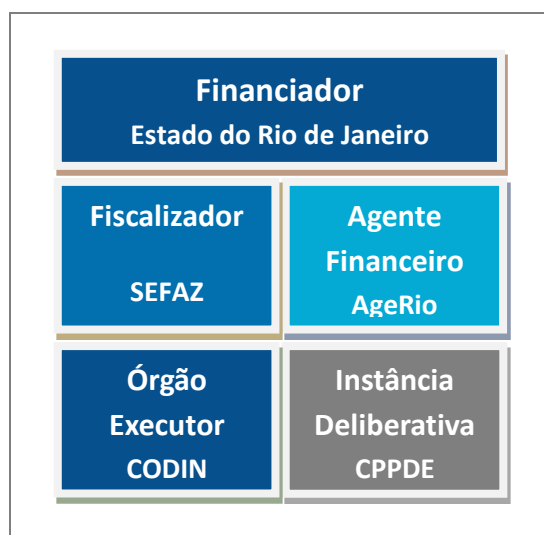 Financiador
Estado do Rio de Janeiro
Fiscalizador
SEFAZ
Agente
Financeiro
AgeRio
Órgão
Executor
CODIN
Instância
Deliberativa
CPPDE